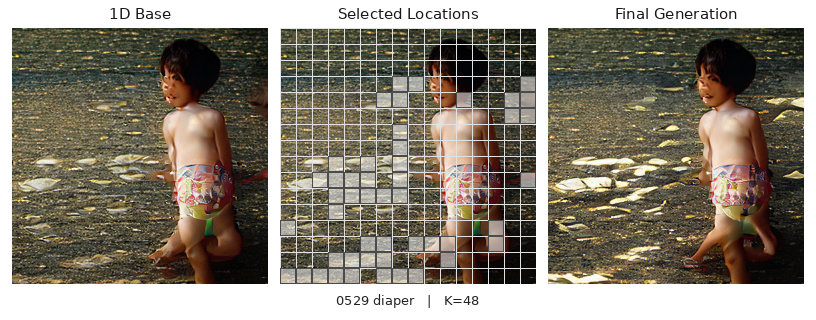 1D Base
Selected Locations
Final Generation
0529 diaper | K=48